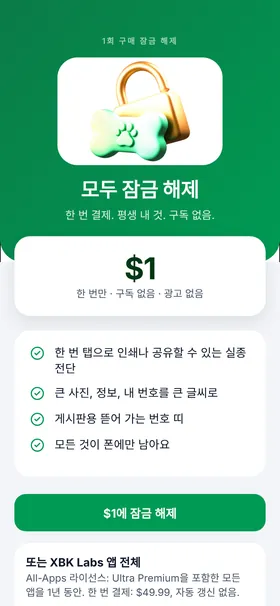 1회 구매 잠금 해제
모두 잠금 해제
한 번 결제. 평생 내 것. 구독 없음.
$1
한 번만 · 구독 없음 · 광고 없음
한 번 탭으로 인쇄나 공유할 수 있는 실종
전단
큰 사진, 정보, 내 번호를 큰 글씨로
게시판용 뜯어 가는 번호 띠
모든 것이 폰에만 남아요
$1에 잠금 해제
또는 XBK Labs 앱 전체
All-Apps 라이선스: Ultra Premium을 포함한 모든
앱을 1년 동안. 한 번 결제: $49.99, 자동 갱신 없음.